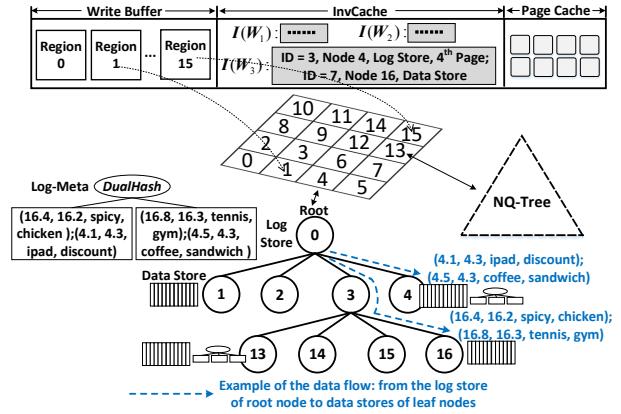 Write Buffer InvCache Page Cache
Region 0
Region 1
...
Region 15
I(W₁): ······ I(W₂): ······
I(W₃):
ID = 3, Node 4, Log Store, 4th Page;
ID = 7, Node 16, Data Store
10 11 14 15
8 9 12 13
2 3 6 7
0 1 4 5
NQ-Tree
Log-Meta DualHash
(16.4, 16.2, spicy,
chicken );(4.1, 4.3,
ipad, discount)
(16.8, 16.3, tennis,
gym);(4.5, 4.3,
coffee, sandwich )
Root
Log
Store
0
(4.1, 4.3, ipad, discount);
(4.5, 4.3, coffee, sandwich)
Data Store
1 2 3 4
(16.4, 16.2, spicy, chicken);
(16.8, 16.3, tennis, gym)
13 14 15 16
Example of the data flow: from the log store
of root node to data stores of leaf nodes